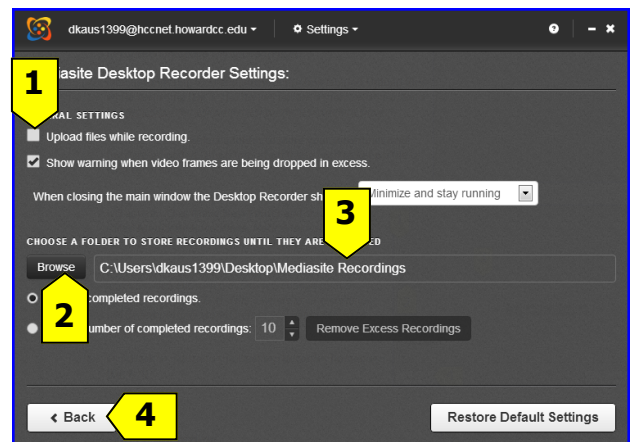 dkaus1399@hccnet.howardcc.edu Settings ?
1
iasite Desktop Recorder Settings:
RAL SETTINGS
Upload files while recording.
Show warning when video frames are being dropped in excess.
When closing the main window the Desktop Recorder sh Minimize and stay running
3
CHOOSE A FOLDER TO STORE RECORDINGS UNTIL THEY ARE ED
Browse C:\Users\dkaus1399\Desktop\Mediasite Recordings
2
ompleted recordings.
umber of completed recordings: 10 Remove Excess Recordings
Back 4 Restore Default Settings